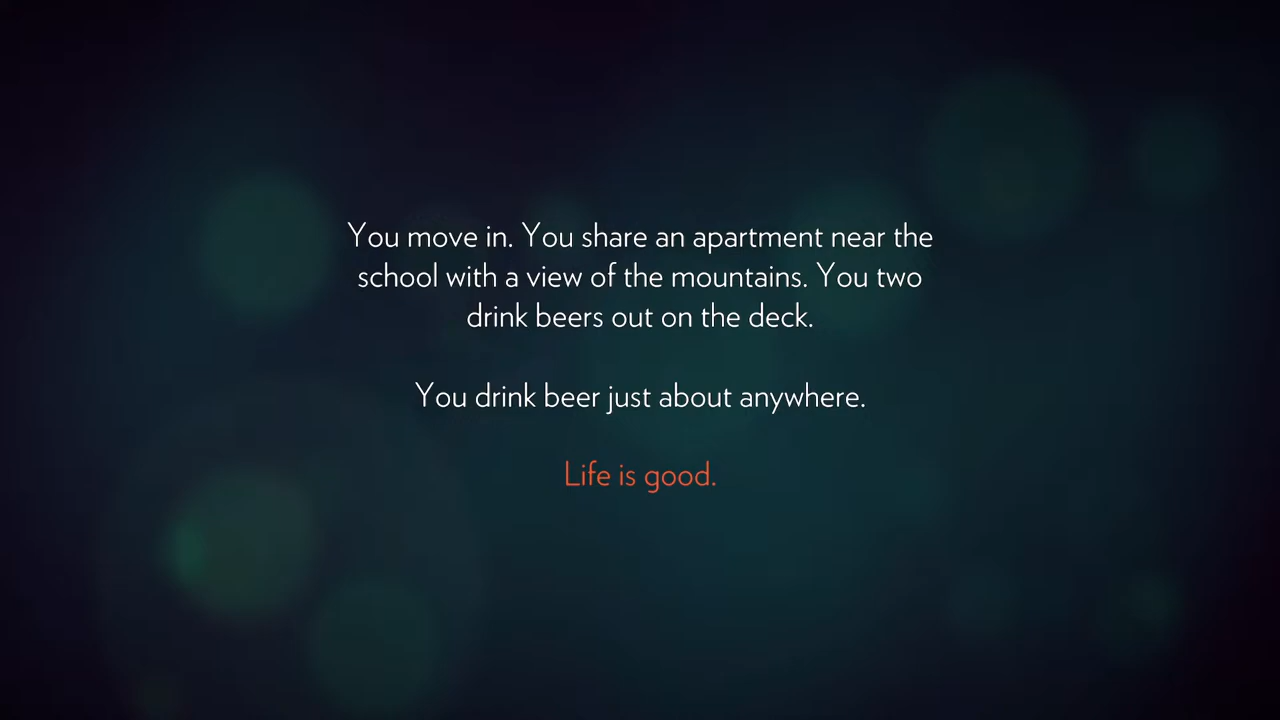 You move in. You share an apartment near the
school with a view of the mountains. You two
drink beers out on the deck.
You drink beer just about anywhere.
Life is good.